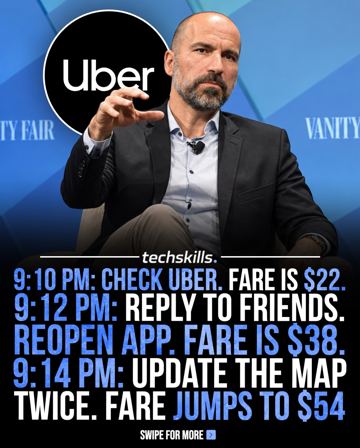 Uber
TY FAIR
VANITY
techskills.
9:10 PM: CHECK UBER. FARE IS $22.
9:12 PM: REPLY TO FRIENDS.
REOPEN APP. FARE IS $38.
9:14 PM: UPDATE THE MAP
TWICE. FARE JUMPS TO $54
SWIPE FOR MORE